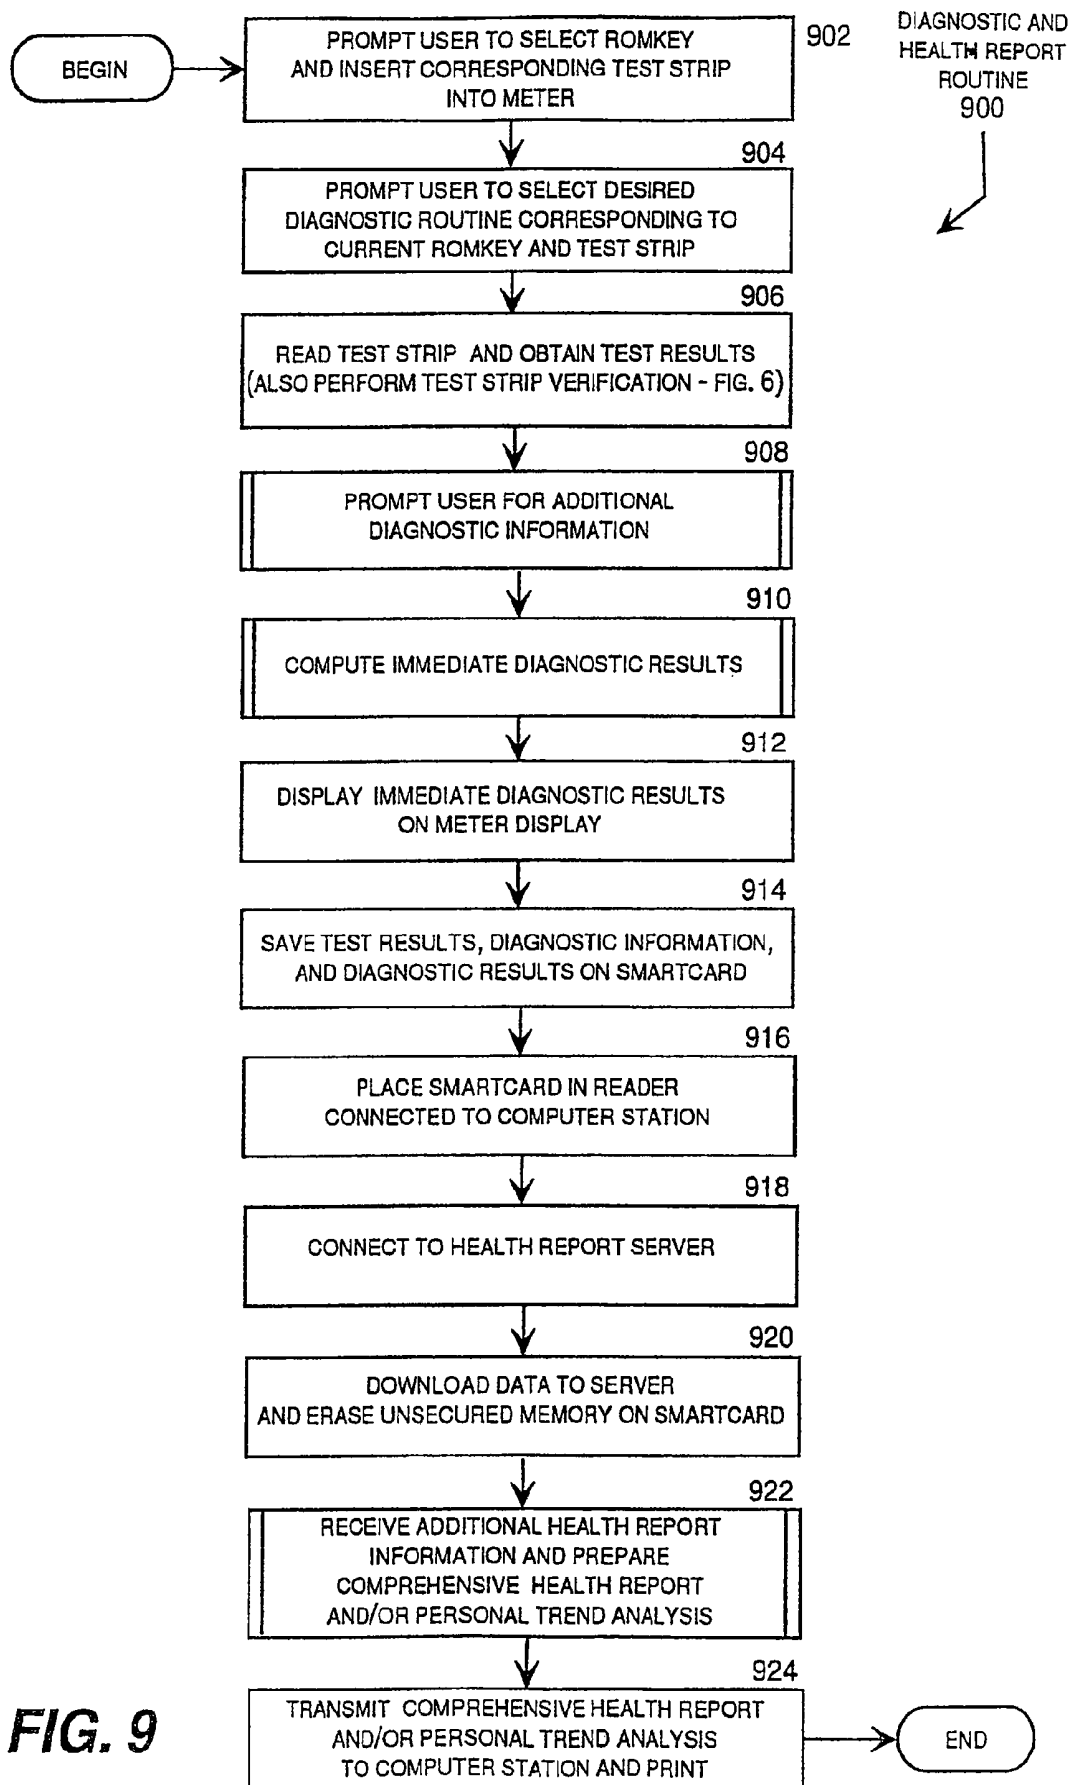 BEGIN
PROMPT USER TO SELECT ROMKEY
AND INSERT CORRESPONDING TEST STRIP
INTO METER
902
DIAGNOSTIC AND
HEALTH REPORT
ROUTINE
900
904
PROMPT USER TO SELECT DESIRED
DIAGNOSTIC ROUTINE CORRESPONDING TO
CURRENT ROMKEY AND TEST STRIP
906
READ TEST STRIP AND OBTAIN TEST RESULTS
(ALSO PERFORM TEST STRIP VERIFICATION - FIG. 6)
908
PROMPT USER FOR ADDITIONAL
DIAGNOSTIC INFORMATION
910
COMPUTE IMMEDIATE DIAGNOSTIC RESULTS
912
DISPLAY IMMEDIATE DIAGNOSTIC RESULTS
ON METER DISPLAY
914
SAVE TEST RESULTS, DIAGNOSTIC INFORMATION,
AND DIAGNOSTIC RESULTS ON SMARTCARD
916
PLACE SMARTCARD IN READER
CONNECTED TO COMPUTER STATION
918
CONNECT TO HEALTH REPORT SERVER
920
DOWNLOAD DATA TO SERVER
AND ERASE UNSECURED MEMORY ON SMARTCARD
922
RECEIVE ADDITIONAL HEALTH REPORT
INFORMATION AND PREPARE
COMPREHENSIVE HEALTH REPORT
AND/OR PERSONAL TREND ANALYSIS
924
TRANSMIT COMPREHENSIVE HEALTH REPORT
AND/OR PERSONAL TREND ANALYSIS
TO COMPUTER STATION AND PRINT
END
FIG. 9